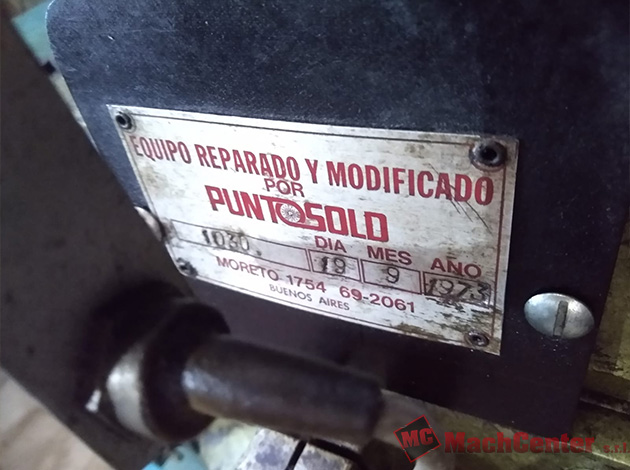 EQUIPO REPARADO Y MODIFICADO
POR
PUNTOSOLD
DIA MES AÑO
1030. 19 9 1973
MORETO 1754 69-2061
BUENOS AIRES
MC MachCenter s.r.l